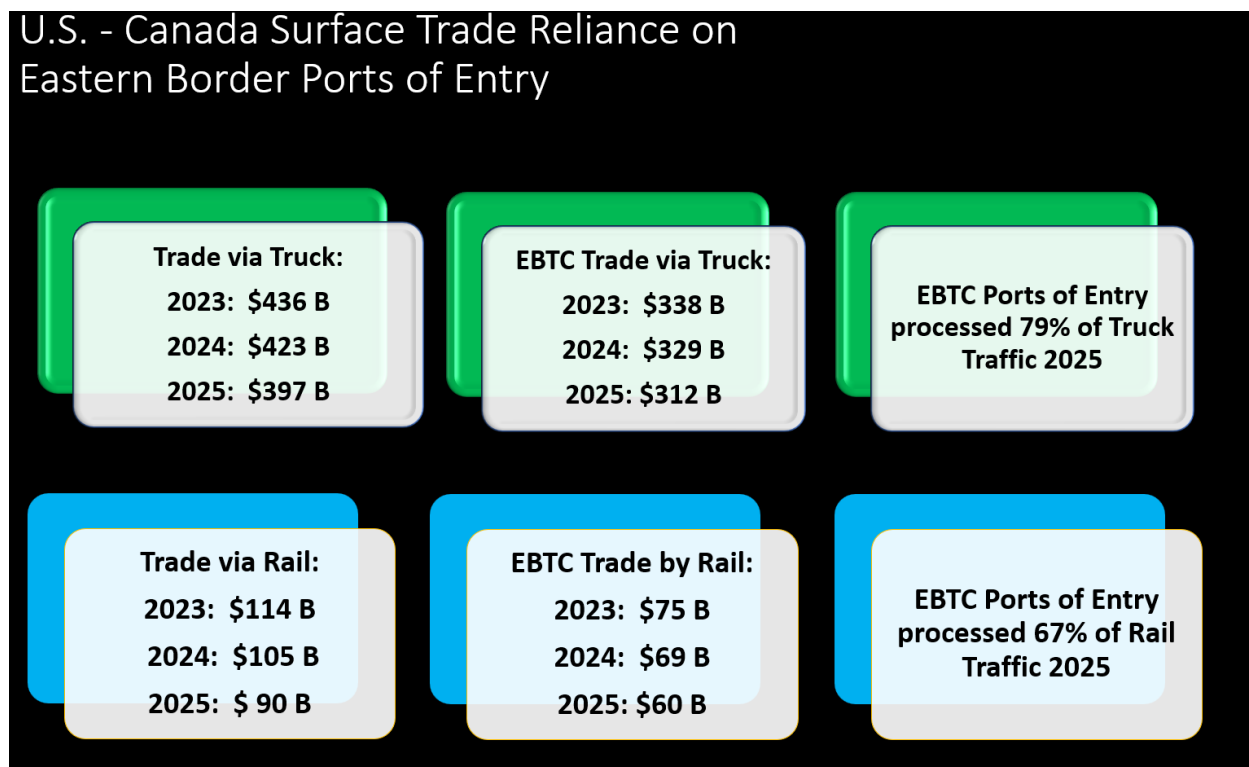 U.S. - Canada Surface Trade Reliance on
Eastern Border Ports of Entry
Trade via Truck:
2023: $436 B
2024: $423 B
2025: $397 B
EBTC Trade via Truck:
2023: $338 B
2024: $329 B
2025: $312 B
EBTC Ports of Entry
processed 79% of Truck
Traffic 2025
Trade via Rail:
2023: $114 B
2024: $105 B
2025: $ 90 B
EBTC Trade by Rail:
2023: $75 B
2024: $69 B
2025: $60 B
EBTC Ports of Entry
processed 67% of Rail
Traffic 2025